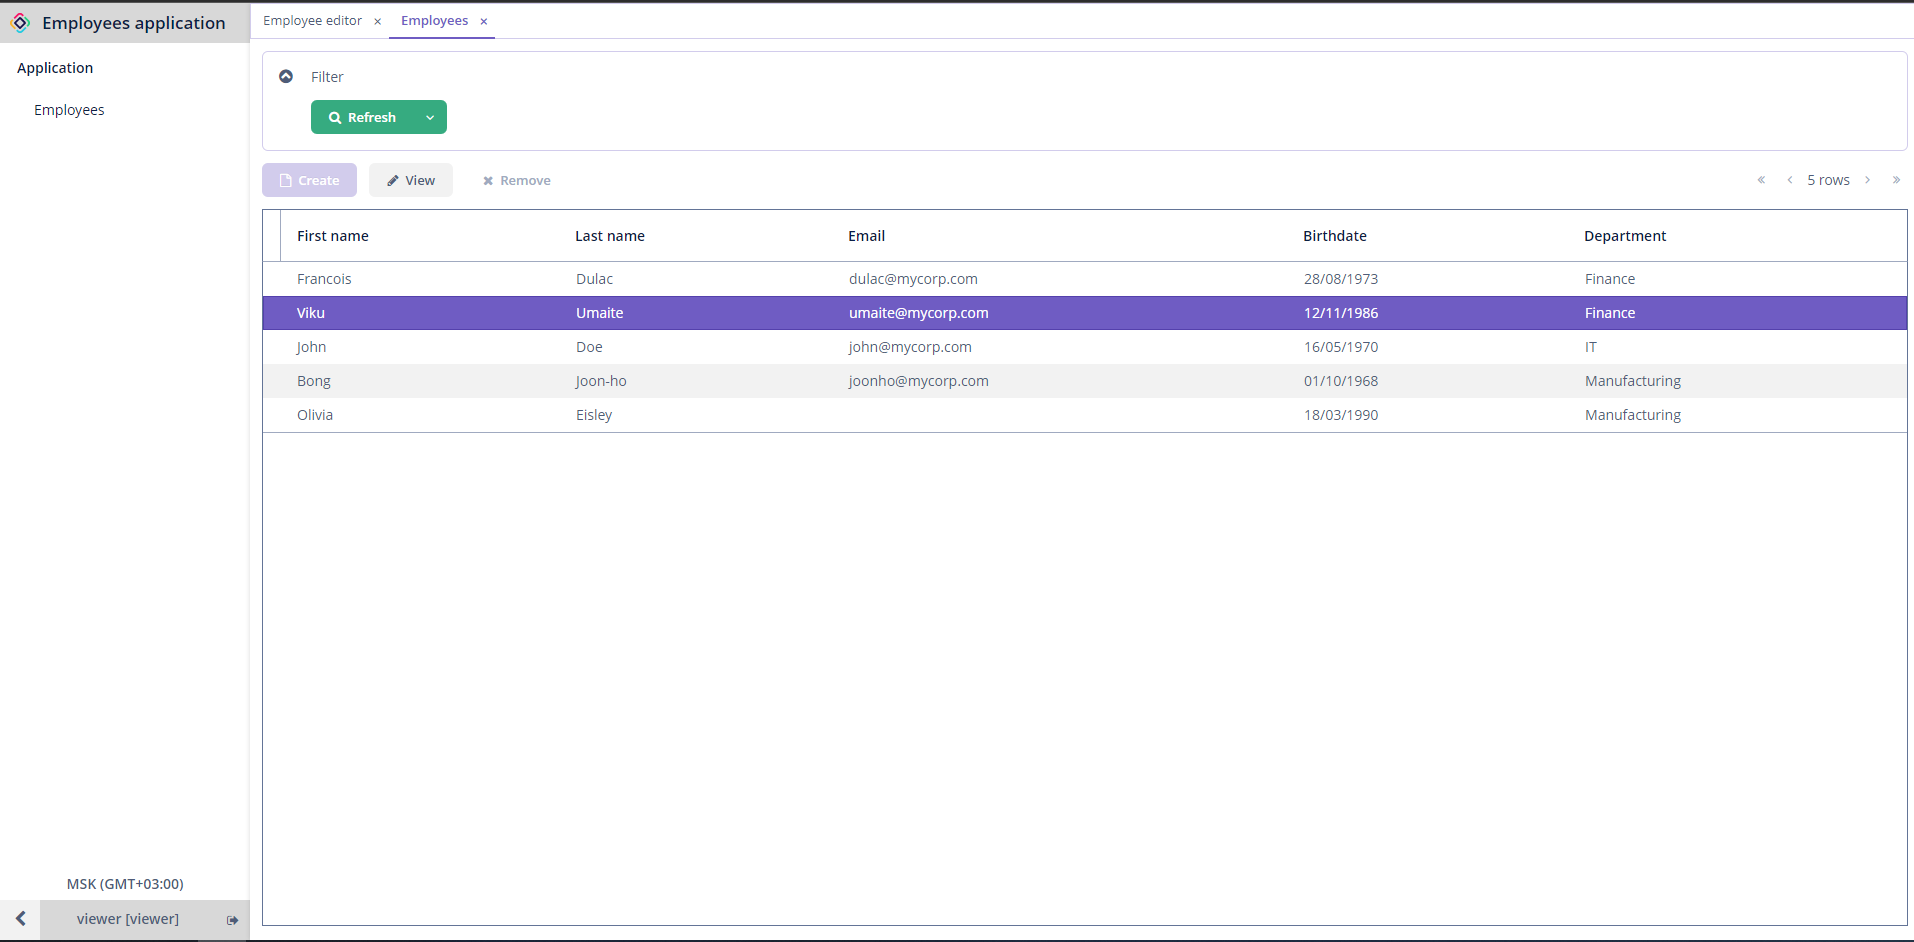 Employees application
Employee editor × Employees ×
Application
Employees
Filter
Refresh
Create View Remove
5 rows
First name Last name Email Birthdate Department
Francois Dulac dulac@mycorp.com 28/08/1973 Finance
Viku Umaite umaite@mycorp.com 12/11/1986 Finance
John Doe john@mycorp.com 16/05/1970 IT
Bong Joon-ho joonho@mycorp.com 01/10/1968 Manufacturing
Olivia Eisley 18/03/1990 Manufacturing
MSK (GMT+03:00)
viewer [viewer]